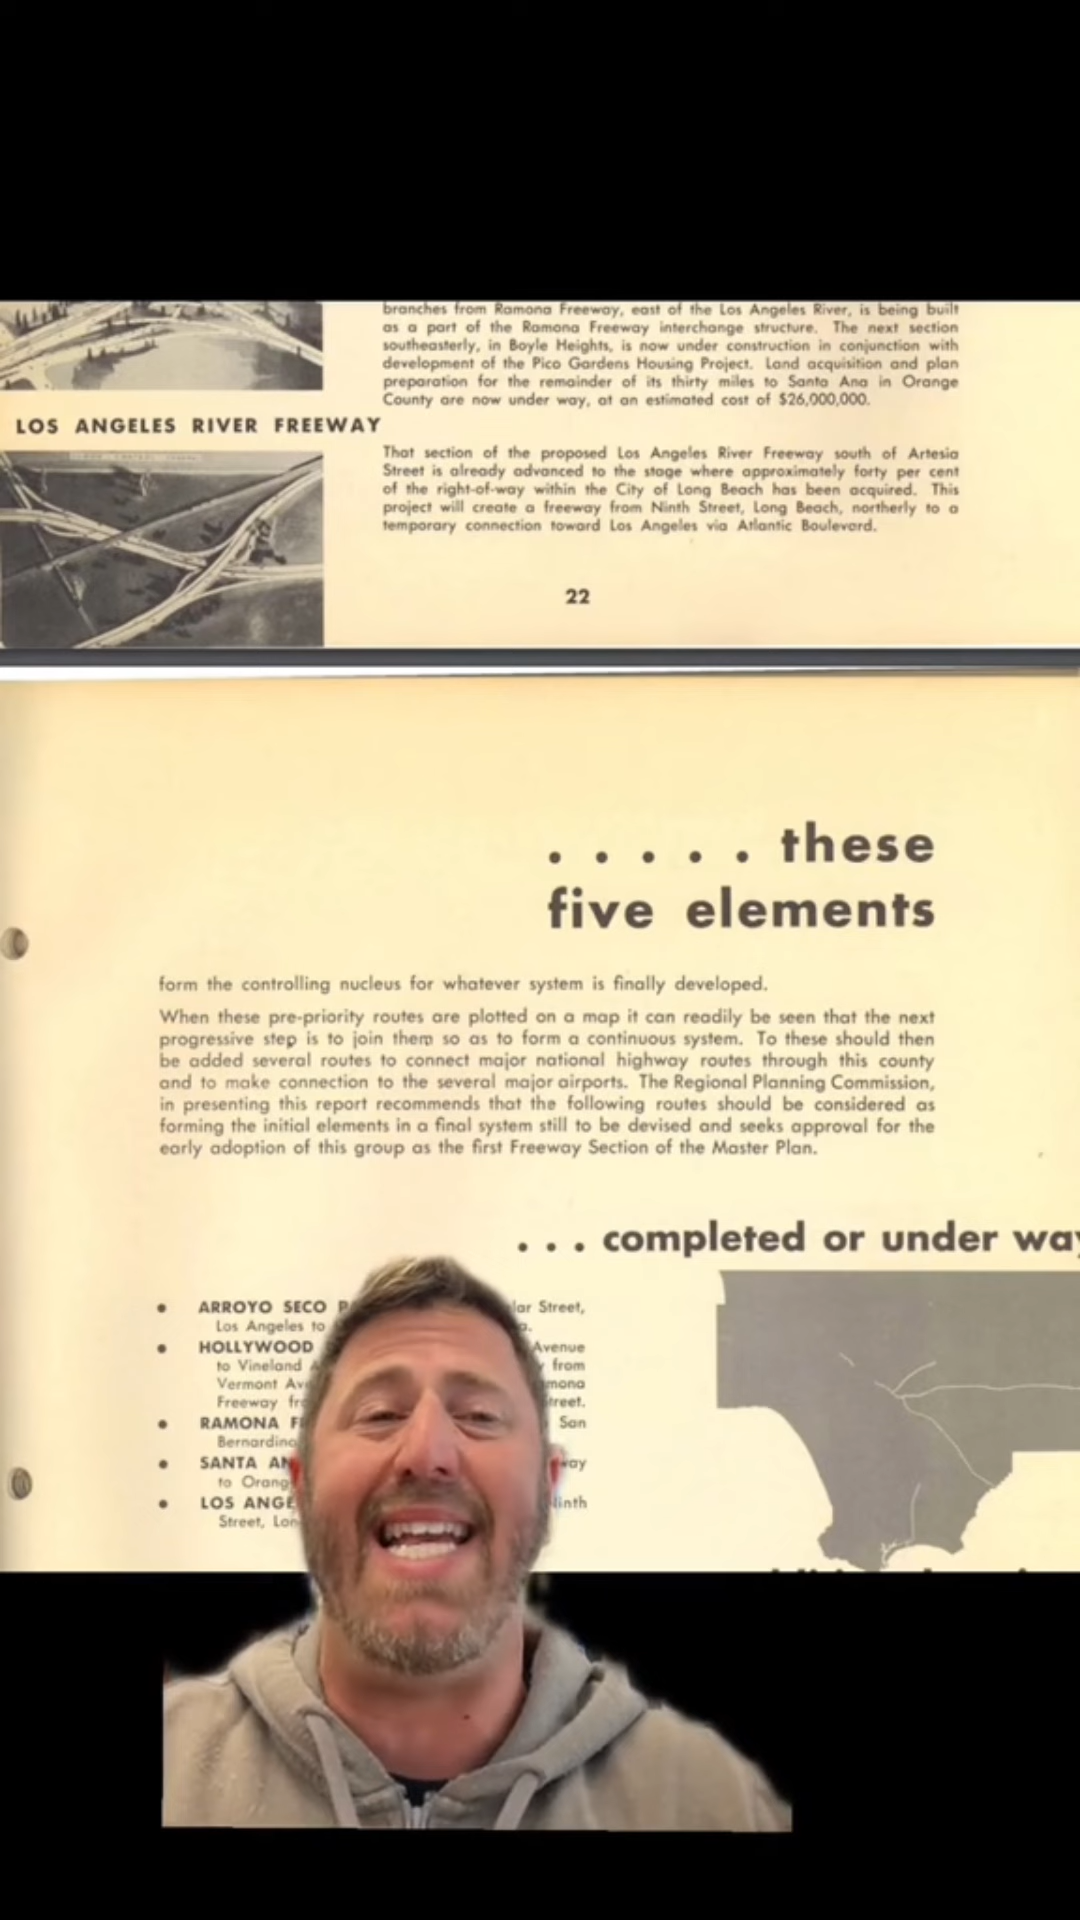 branches from Ramona Freeway, east of the Los Angeles River, is being built
as a part of the Ramona Freeway interchange structure. The next section
southeasterly, in Boyle Heights, is now under construction in conjunction with
development of the Pico Gardens Housing Project. Land acquisition and plan
preparation for the remainder of its thirty miles to Santa Ana in Orange
County are now under way, at an estimated cost of $26,000,000.
LOS ANGELES RIVER FREEWAY
That section of the proposed Los Angeles River Freeway south of Artesia
Street is already advanced to the stage where approximately forty per cent
of the right-of-way within the City of Long Beach has been acquired. This
project will create a freeway from Ninth Street, Long Beach, northerly to a
temporary connection toward Los Angeles via Atlantic Boulevard.
22
. . . . . these
five elements
form the controlling nucleus for whatever system is finally developed.
When these pre-priority routes are plotted on a map it can readily be seen that the next
progressive step is to join them so as to form a continuous system. To these should then
be added several routes to connect major national highway routes through this county
and to make connection to the several major airports. The Regional Planning Commission,
in presenting this report recommends that the following routes should be considered as
forming the initial elements in a final system still to be devised and seeks approval for the
early adoption of this group as the first Freeway Section of the Master Plan.
. . . completed or under way
• ARROYO SECO Street,
Los Angeles to
• HOLLYWOOD Avenue
to Vineland from
Vermont
Freeway
• RAMONA San
Bernardino
• SANTA
to
• LOS
Street,